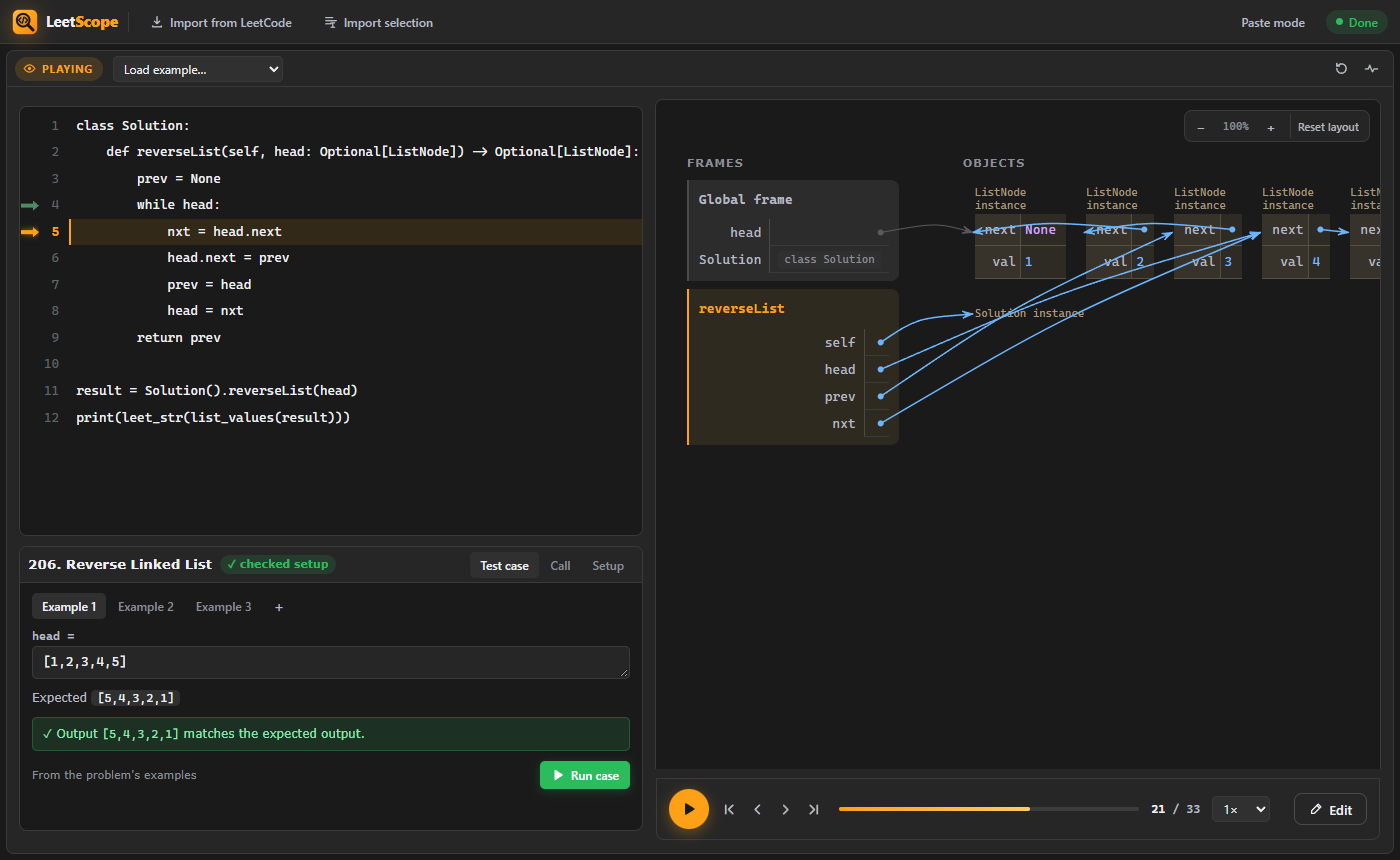 LeetScope
Import from LeetCode
Import selection
Paste mode
Done
PLAYING
Load example...
1 class Solution:
2 def reverseList(self, head: Optional[ListNode]) -> Optional[ListNode]:
3 prev = None
4 while head:
5 nxt = head.next
6 head.next = prev
7 prev = head
8 head = nxt
9 return prev
10
11 result = Solution().reverseList(head)
12 print(leet_str(list_values(result)))
206. Reverse Linked List
✓ checked setup
Test case
Call
Setup
Example 1
Example 2
Example 3
+
head =
[1,2,3,4,5]
Expected [5,4,3,2,1]
✓ Output [5,4,3,2,1] matches the expected output.
From the problem's examples
Run case
– 100% + Reset layout
FRAMES
Global frame
head
Solution class Solution
reverseList
self
head
prev
nxt
OBJECTS
ListNode
instance
next None
val 1
ListNode
instance
next
val 2
ListNode
instance
next
val 3
ListNode
instance
next
val 4
Solution instance
21 / 33
1×
Edit